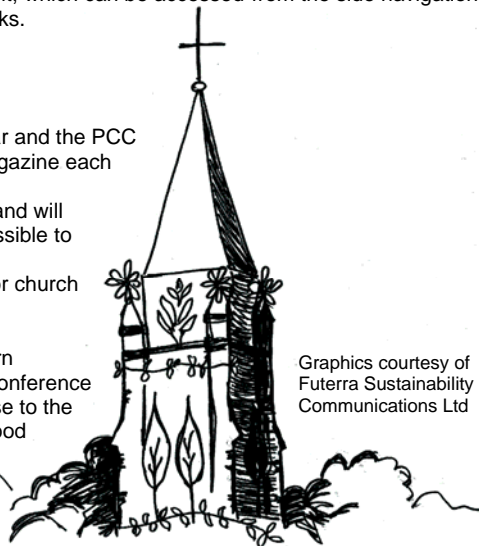 which can be accessed from the side navigation
ks.
r and the PCC
gazine each
and will
ssible to
or church
rn
onference
se to the
ood
Graphics courtesy of
Futerra Sustainability
Communications Ltd